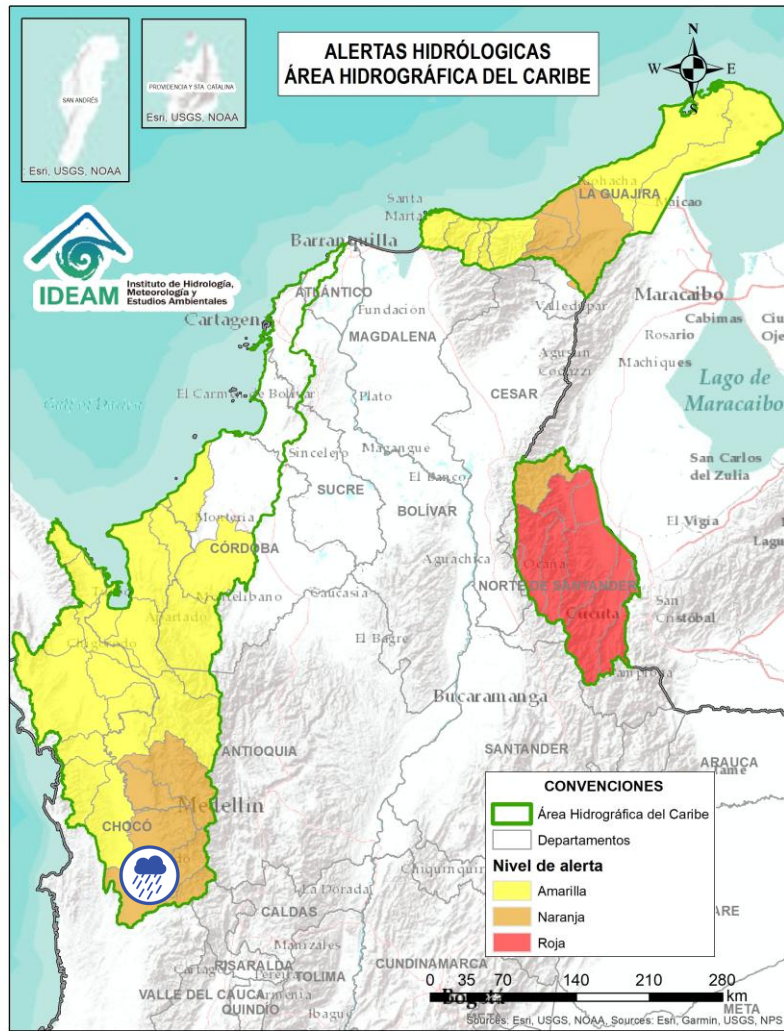 ALERTAS HIDRÓLOGICAS
ÁREA HIDROGRÁFICA DEL CARIBE
SAN ANDRÉS
Esri, USGS, NOAA
PROVIDENCIA Y STA. CATALINA
Esri, USGS, NOAA
N
W
E
S
IDEAM
Instituto de Hidrología,
Meteorología y
Estudios Ambientales
Santa
Marta
LA GUAJIRA
Maicao
Barranquilla
ATLÁNTICO
Fundación
Valledupar
Maracaibo
Cabimas
MAGDALENA
Rosario
Agustín
Codazzi
Machiques
CESAR
Lago de
Maracaibo
El Carmen de Bolívar
Plato
Sincelejo
Magangue
El Banco
San Carlos
del Zulia
SUCRE
BOLÍVAR
Montería
El Vigía
CÓRDOBA
Aguachica
Ocaña
NORTE DE SANTANDER
Montelibano
Caucasia
Cúcuta
San
Cristóbal
Apartado
El Bagre
Bucaramanga
ANTIOQUIA
SANTANDER
ARAUCA
Medellín
CHOCÓ
La Dorada
CALDAS
Manizales
RISARALDA
TOLIMA
CUNDINAMARCA
VALLE DEL CAUCA
QUINDÍO
Ibague
Bogotá
META
META
CONVENCIONES
Área Hidrográfica del Caribe
Departamentos
Nivel de alerta
Amarilla
Naranja
Roja
0 35 70 140 210 280
km
Sources: Esri, USGS, NOAA, Sources: Esri, Garmin, USGS, NPS